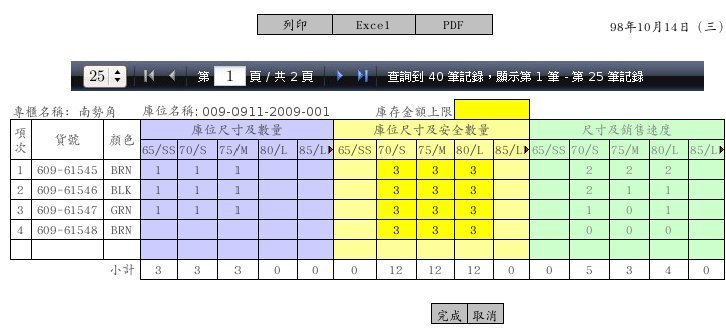 列印 Excel PDF
98年10月14日 (三)
25 第 1 頁 / 共 2 頁 查詢到 40 筆記錄，顯示第 1 筆 - 第 25 筆記錄
專櫃名稱: 南勢角 庫位名稱: 009-0911-2009-001 庫存金額上限
項次 貨號 顏色 庫位尺寸及數量 庫位尺寸及安全數量 尺寸及銷售速度
65/SS 70/S 75/M 80/L 85/L 65/SS 70/S 75/M 80/L 85/L 65/SS 70/S 75/M 80/L 85/L
1 609-61545 BRN 1 1 1 3 3 3 2 2 2
2 609-61546 BLK 1 1 1 3 3 3 2 1 1
3 609-61547 GRN 1 1 1 3 3 3 1 0 1
4 609-61548 BRN 3 3 3 0 0 0
小計 3 3 3 0 0 0 12 12 12 0 0 5 3 4 0
完成 取消